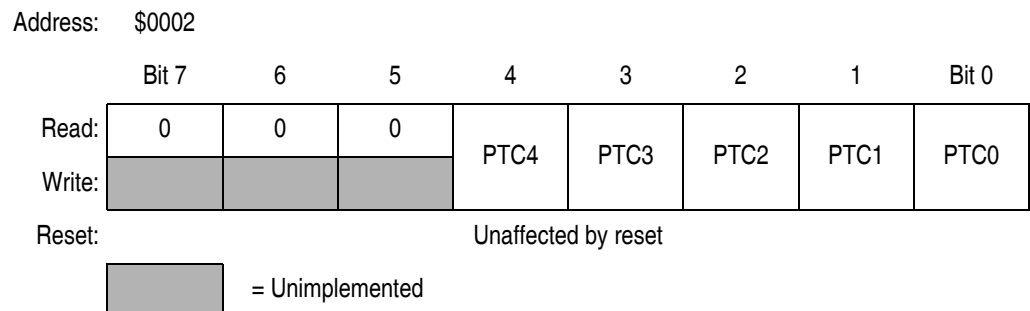 Address: $0002
Bit 7 6 5 4 3 2 1 Bit 0
Read: 0 0 0 PTC4 PTC3 PTC2 PTC1 PTC0
Write:
Reset: Unaffected by reset
= Unimplemented